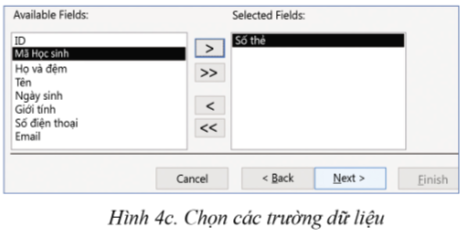 Available Fields:
Selected Fields:
ID
Mã Học sinh
Họ và đệm
Tên
Ngày sinh
Giới tính
Số điện thoại
Email
>
>>
<
<<
Số thẻ
Cancel
< Back
Next >
Finish
Hình 4c. Chọn các trường dữ liệu